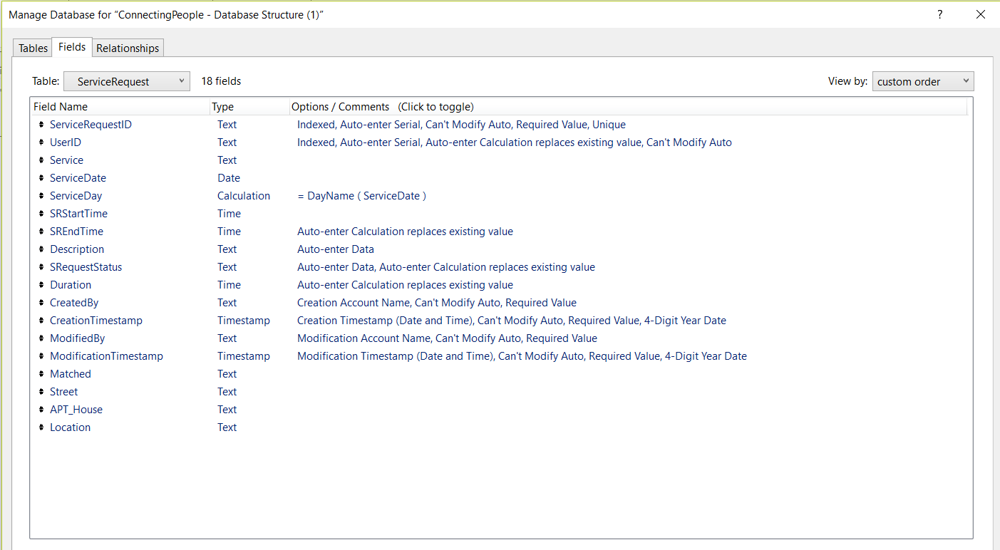 Manage Database for “ConnectingPeople - Database Structure (1)” ? ×
Tables Fields Relationships
Table: ServiceRequest 18 fields View by: custom order
Field Name Type Options / Comments (Click to toggle)
ServiceRequestID Text Indexed, Auto-enter Serial, Can't Modify Auto, Required Value, Unique
UserID Text Indexed, Auto-enter Serial, Auto-enter Calculation replaces existing value, Can't Modify Auto
Service Text
ServiceDate Date
ServiceDay Calculation = DayName ( ServiceDate )
SRStartTime Time
SREndTime Time Auto-enter Calculation replaces existing value
Description Text Auto-enter Data
SRequestStatus Text Auto-enter Data, Auto-enter Calculation replaces existing value
Duration Time Auto-enter Calculation replaces existing value
CreatedBy Text Creation Account Name, Can't Modify Auto, Required Value
CreationTimestamp Timestamp Creation Timestamp (Date and Time), Can't Modify Auto, Required Value, 4-Digit Year Date
ModifiedBy Text Modification Account Name, Can't Modify Auto, Required Value
ModificationTimestamp Timestamp Modification Timestamp (Date and Time), Can't Modify Auto, Required Value, 4-Digit Year Date
Matched Text
Street Text
APT_House Text
Location Text